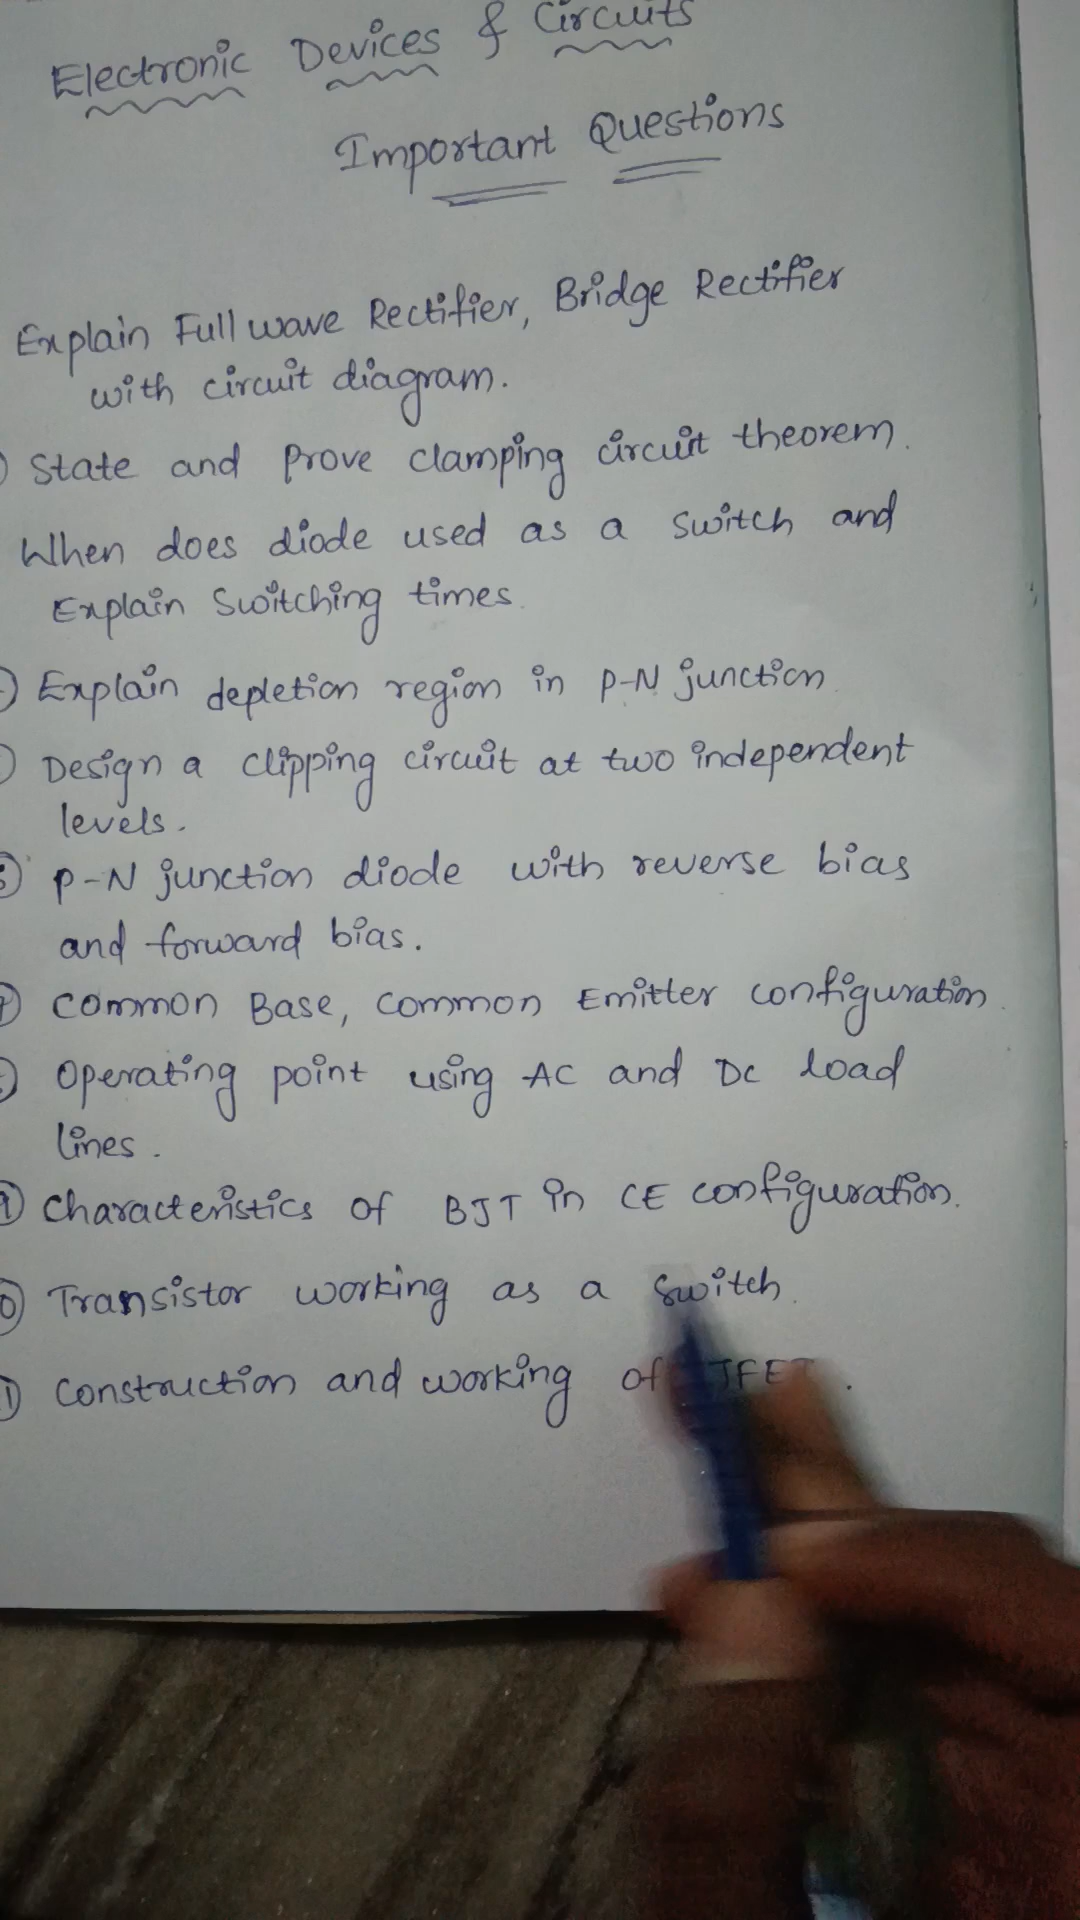 Electronic Devices & Circuits
Important Questions
Explain Full wave Rectifier, Bridge Rectifier
with circuit diagram.
State and Prove clamping circuit theorem.
When does diode used as a switch and
Explain Switching times.
Explain depletion region in P-N junction
Design a clipping circuit at two independent
levels.
P-N junction diode with reverse bias
and forward bias.
Common Base, Common Emitter configuration
Operating point using AC and DC load
lines.
9 Characteristics of BJT in CE configuration.
Transistor working as a switch.
Construction and working of JFET.